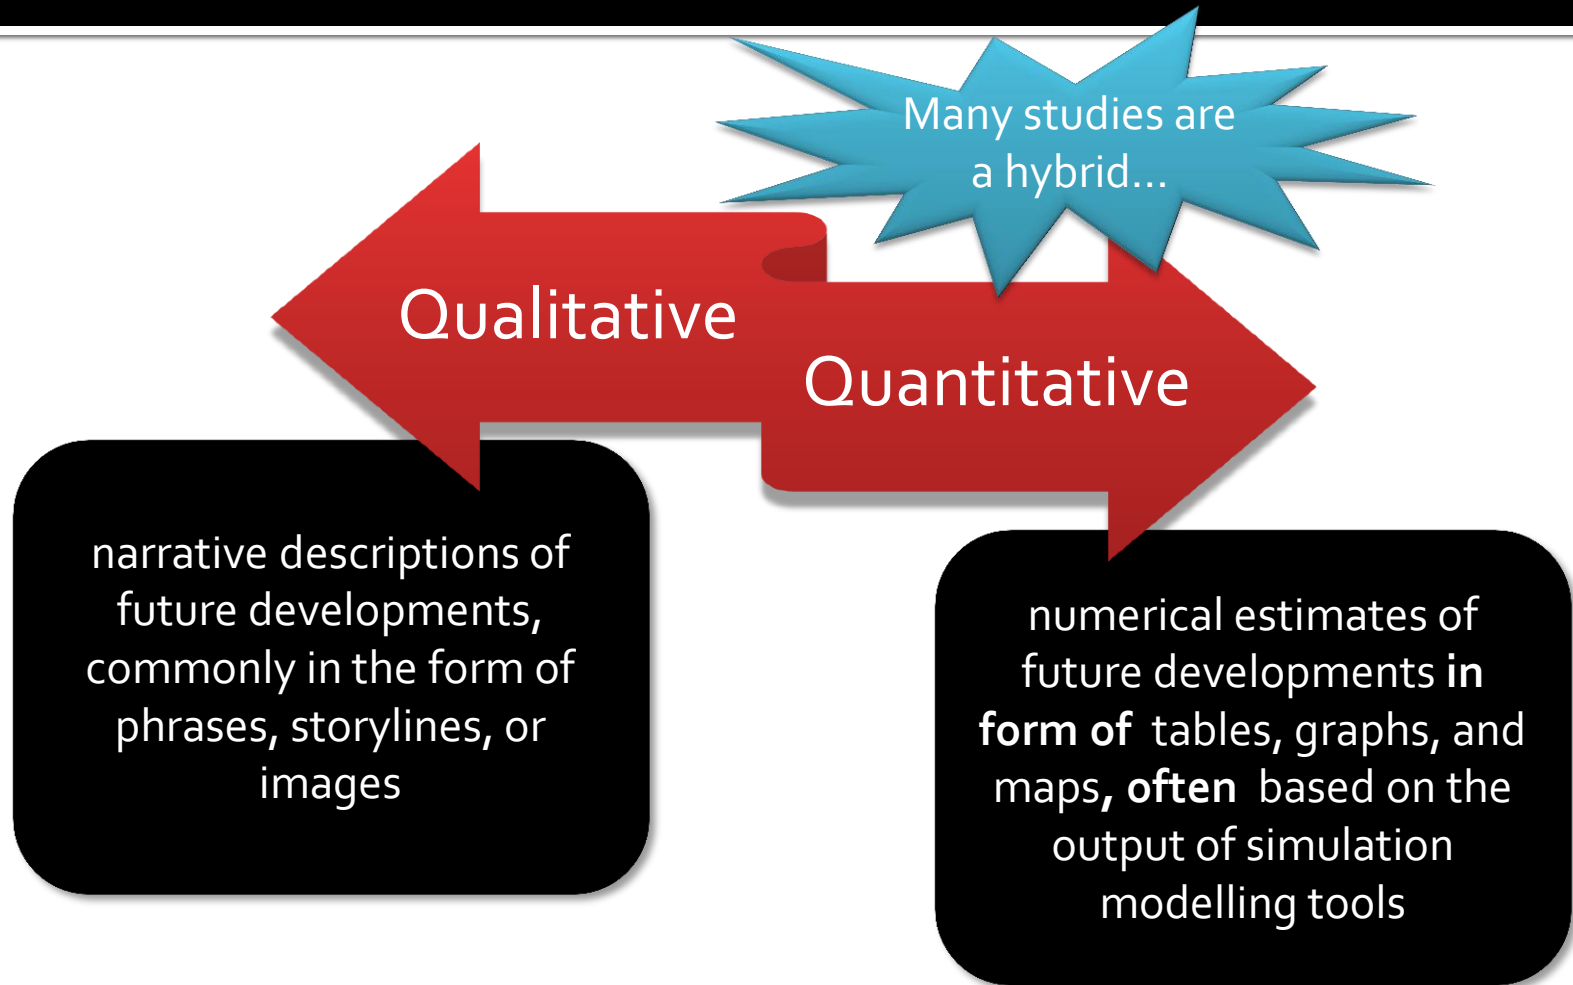 Many studies are
a hybrid...
Qualitative
Quantitative
narrative descriptions of
future developments,
commonly in the form of
phrases, storylines, or
images
numerical estimates of
future developments in
form of tables, graphs, and
maps, often based on the
output of simulation
modelling tools